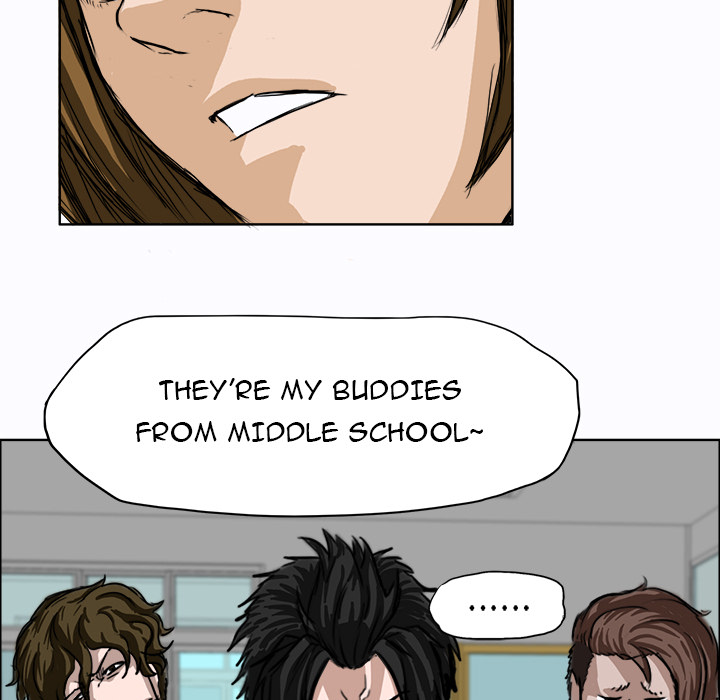 THEY'RE MY BUDDIES
FROM MIDDLE SCHOOL~
......